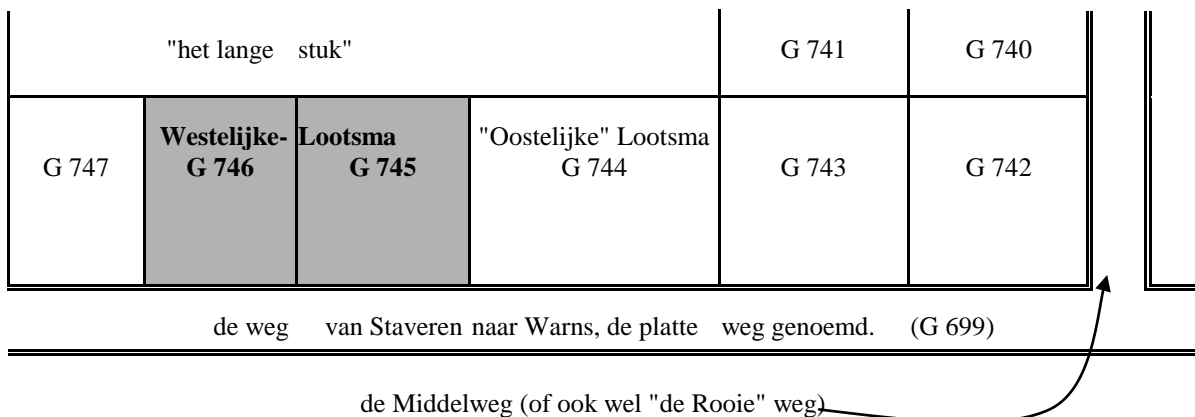 "het lange stuk" G 741 G 740
Westelijke- Lootsma "Oostelijke" Lootsma
G 747 G 746 G 745 G 744 G 743 G 742
de weg van Staveren naar Warns, de platte weg genoemd. (G 699)
de Middelweg (of ook wel "de Rooie" weg)